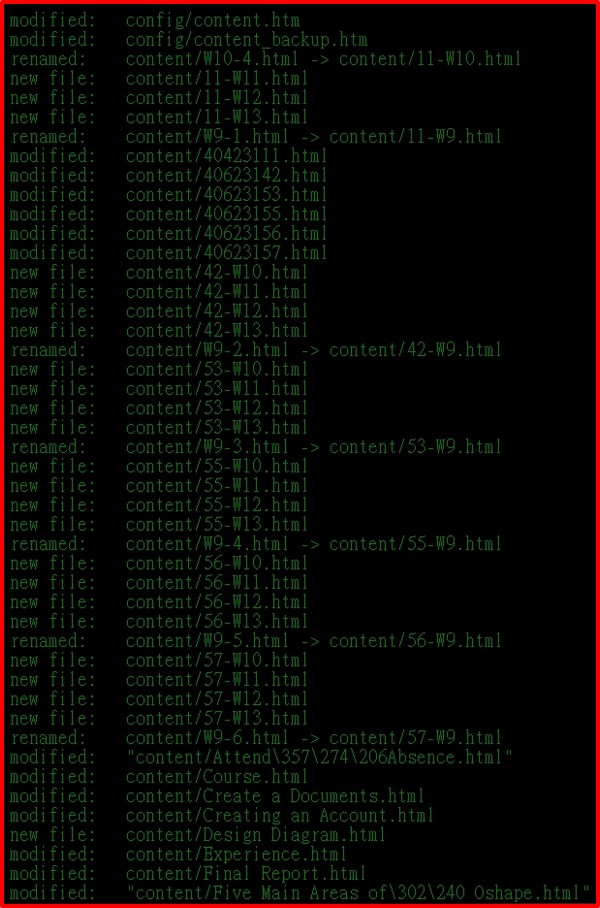 modified:   config/content.htm
modified:   config/content_backup.htm
renamed:    content/W10-4.html -> content/11-W10.html
new file:   content/11-W11.html
new file:   content/11-W12.html
new file:   content/11-W13.html
renamed:    content/W9-1.html -> content/11-W9.html
modified:   content/40423111.html
modified:   content/40623142.html
modified:   content/40623153.html
modified:   content/40623155.html
modified:   content/40623156.html
modified:   content/40623157.html
new file:   content/42-W10.html
new file:   content/42-W11.html
new file:   content/42-W12.html
new file:   content/42-W13.html
renamed:    content/W9-2.html -> content/42-W9.html
new file:   content/53-W10.html
new file:   content/53-W11.html
new file:   content/53-W12.html
new file:   content/53-W13.html
renamed:    content/W9-3.html -> content/53-W9.html
new file:   content/55-W10.html
new file:   content/55-W11.html
new file:   content/55-W12.html
new file:   content/55-W13.html
renamed:    content/W9-4.html -> content/55-W9.html
new file:   content/56-W10.html
new file:   content/56-W11.html
new file:   content/56-W12.html
new file:   content/56-W13.html
renamed:    content/W9-5.html -> content/56-W9.html
new file:   content/57-W10.html
new file:   content/57-W11.html
new file:   content/57-W12.html
new file:   content/57-W13.html
renamed:    content/W9-6.html -> content/57-W9.html
modified:   "content/Attend\357\274\206Absence.html"
modified:   content/Course.html
modified:   content/Create a Documents.html
modified:   content/Creating an Account.html
new file:   content/Design Diagram.html
modified:   content/Experience.html
modified:   content/Final Report.html
modified:   "content/Five Main Areas of\302\240 Oshape.html"